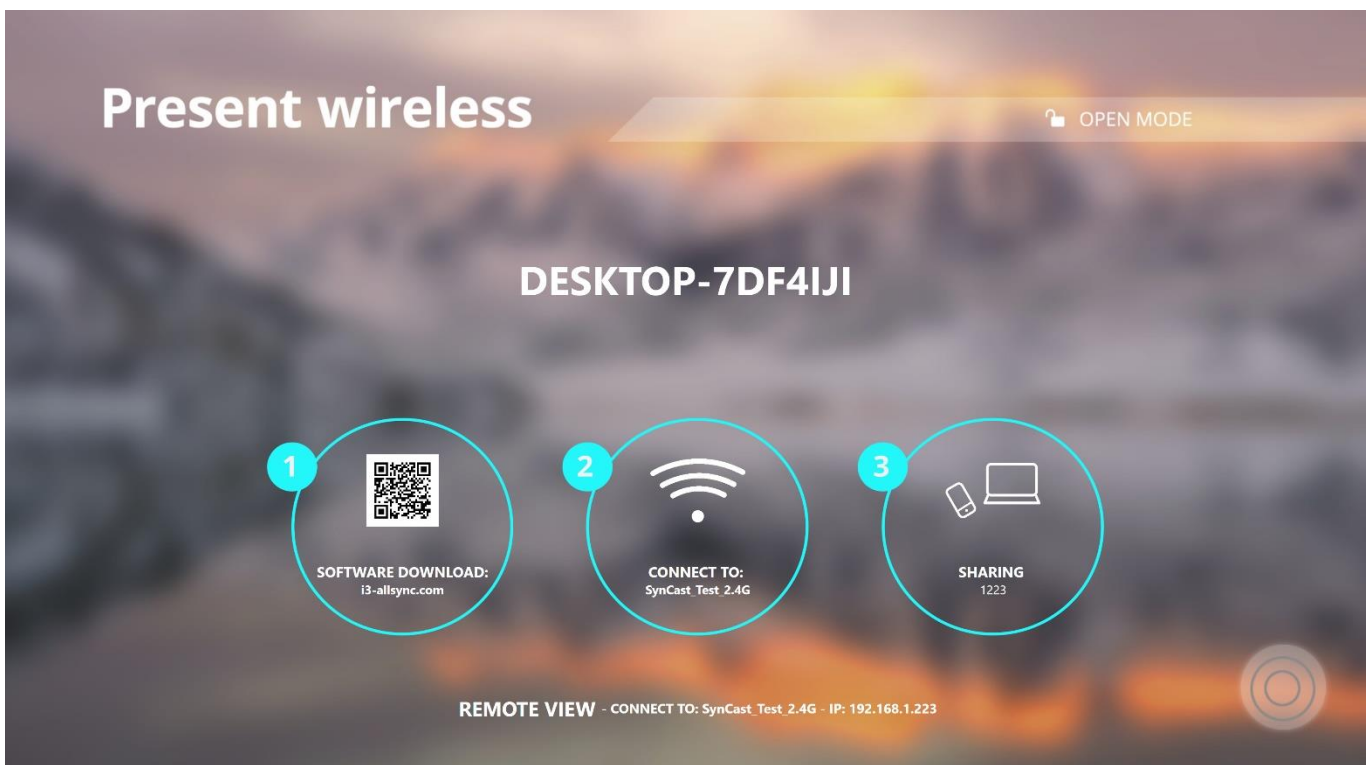 Present wireless
OPEN MODE
DESKTOP-7DF4IJI
1
2
3
SOFTWARE DOWNLOAD:
i3-allsync.com
CONNECT TO:
SynCast_Test_2.4G
SHARING
1223
REMOTE VIEW - CONNECT TO: SynCast_Test_2.4G - IP: 192.168.1.223